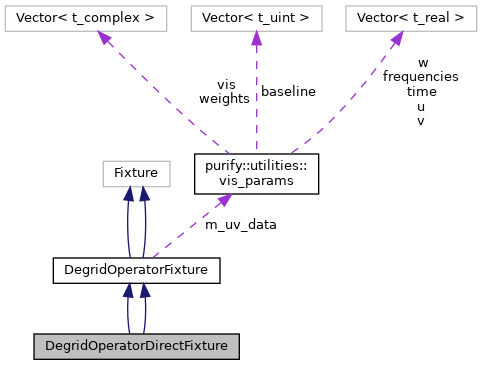 Vector< t_complex >
Vector< t_uint >
Vector< t_real >
vis
weights
baseline
w
frequencies
time
u
v
purify::utilities::
vis_params
Fixture
m_uv_data
DegridOperatorFixture
DegridOperatorDirectFixture